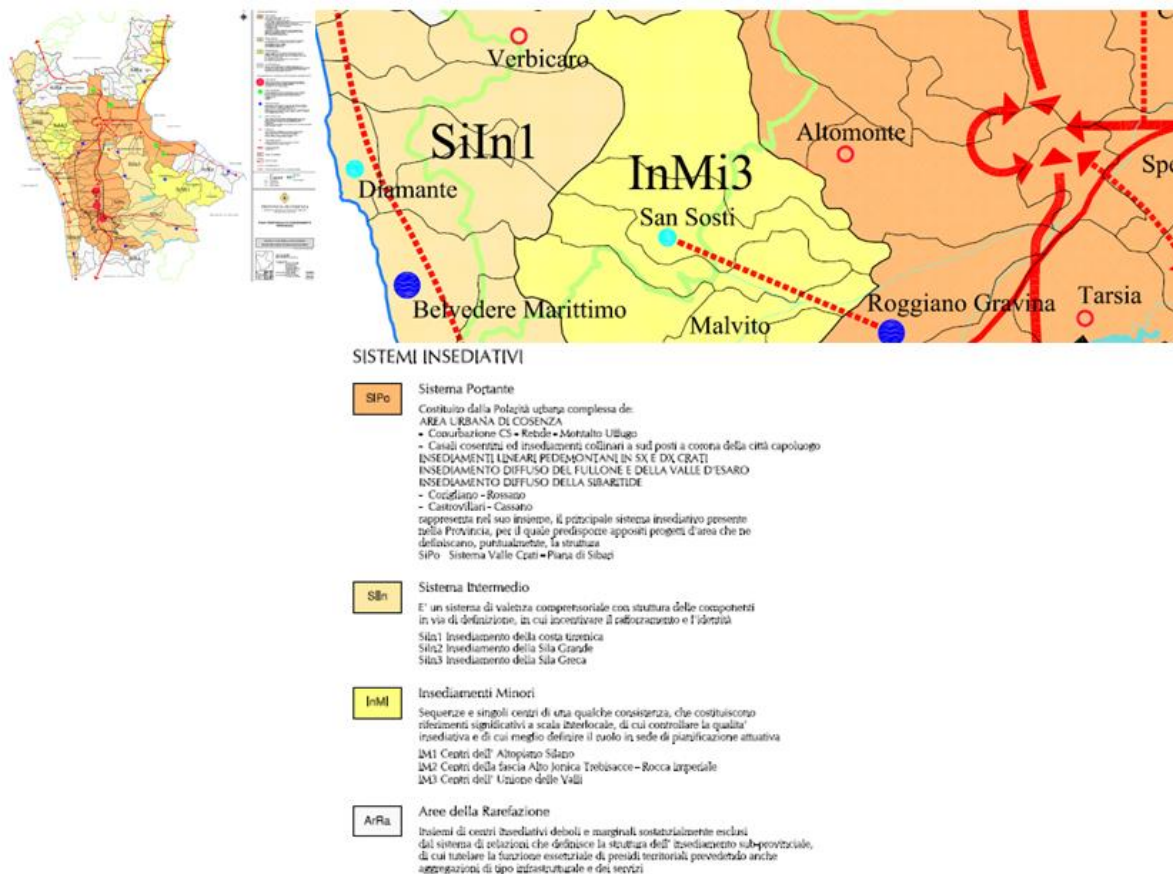 Verbicaro
SiIn1
Altomonte
InMi3
Diamante
San Sosti
Belvedere Marittimo
Malvito
Roggiano Gravina
Tarsia
SISTEMI INSEDIATIVI
SIPo
Sistema Portante
Costituito dalla Polarità urbana complessa de:
AREA URBANA DI COSENZA
- Conurbazione CS - Rende - Montalto Uffugo
- Casali cosentini ed insediamenti collinari a sud posti a corona della città capoluogo
INSEDIAMENTI LINEARI PEDEMONTANI IN SX E DX CRATI
INSEDIAMENTO DIFFUSO DEL FULLONE E DELLA VALLE D'ESARO
INSEDIAMENTO DIFFUSO DELLA SIBARITIDE
- Corigliano - Rossano
- Castrovillari - Cassano
rappresenta nel suo insieme, il principale sistema insediativo presente
nella Provincia, per il quale predisporre appositi progetti d'area che ne
definiscano, puntualmente, la struttura
SiPo Sistema Valle Crati - Piana di Sibari
SIIn
Sistema Intermedio
E' un sistema di valenza comprensoriale con struttura delle componenti
in via di definizione, in cui incentivare il rafforzamento e l'identità
SiIn1 Insediamento della costa tirrenica
SiIn2 Insediamento della Sila Grande
SiIn3 Insediamento della Sila Greca
InMI
Insediamenti Minori
Sequenze e singoli centri di una qualche consistenza, che costituiscono
riferimenti significativi a scala interlocale, di cui controllare la qualita'
insediativa e di cui meglio definire il ruolo in sede di pianificazione attuativa
IM1 Centri dell' Altopiano Silano
IM2 Centri della fascia Alto Jonica Trebisacce - Rocca Imperiale
IM3 Centri dell' Unione delle Valli
ArRa
Aree della Rarefazione
Insiemi di centri insediativi deboli e marginali sostanzialmente esclusi
dal sistema di relazioni che definisce la struttura dell' insediamento sub-provinciale,
di cui tutelare la funzione essenziale di presidi territoriali prevedendo anche
aggregazioni di tipo infrastrutturale e dei servizi